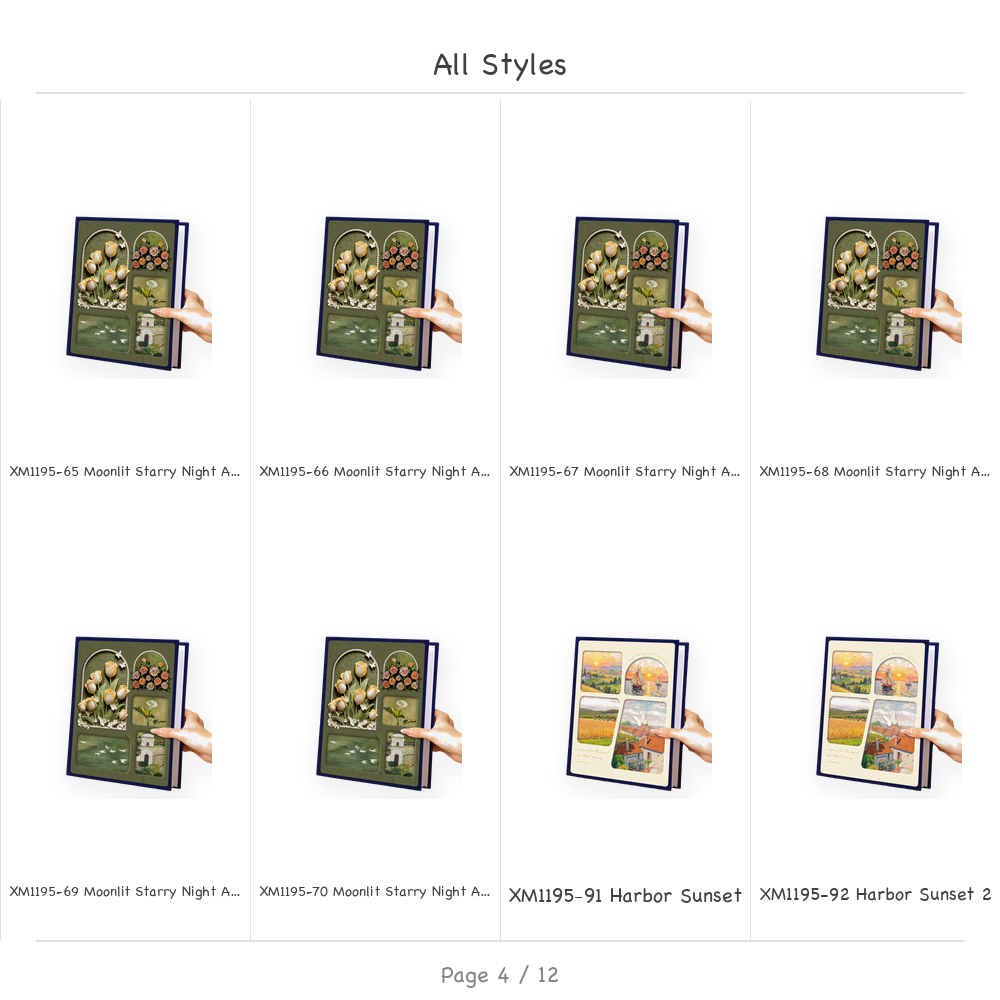 All Styles
XM1195-65 Moonlit Starry Night A...
XM1195-66 Moonlit Starry Night A...
XM1195-67 Moonlit Starry Night A...
XM1195-68 Moonlit Starry Night A...
XM1195-69 Moonlit Starry Night A...
XM1195-70 Moonlit Starry Night A...
XM1195-91 Harbor Sunset
XM1195-92 Harbor Sunset 2
Page 4 / 12